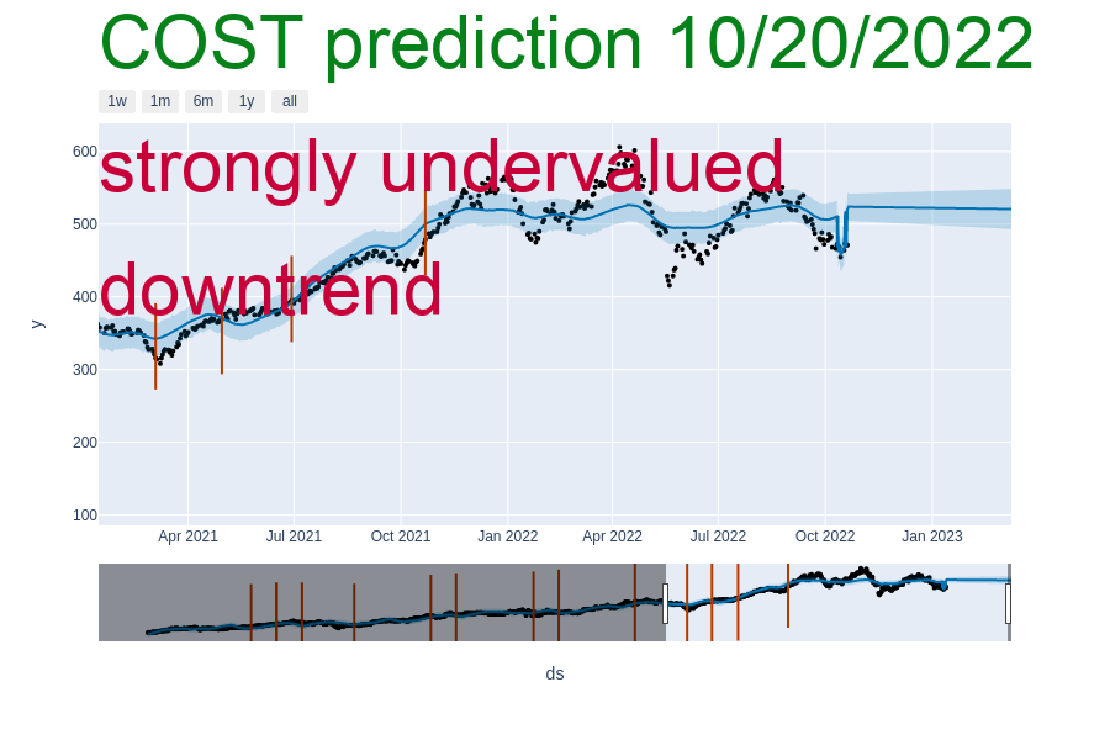 COST prediction 10/20/2022
1w 1m 6m 1y all
600
strongly undervalued
500
400
downtrend
y
300
200
100
Apr 2021 Jul 2021 Oct 2021 Jan 2022 Apr 2022 Jul 2022 Oct 2022 Jan 2023
ds